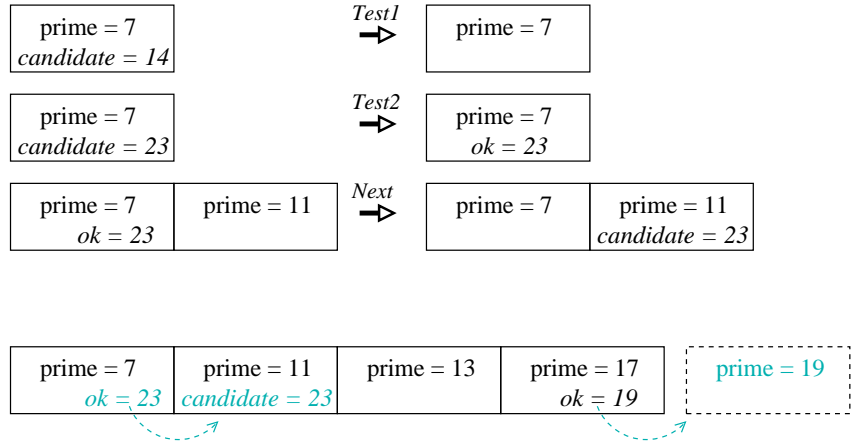 Test1
prime = 7
prime = 7
candidate = 14
Test2
prime = 7
prime = 7
candidate = 23
ok = 23
Next
prime = 7
prime = 11
prime = 7
prime = 11
ok = 23
candidate = 23
prime = 7
prime = 11
prime = 13
prime = 17
prime = 19
ok = 23
candidate = 23
ok = 19